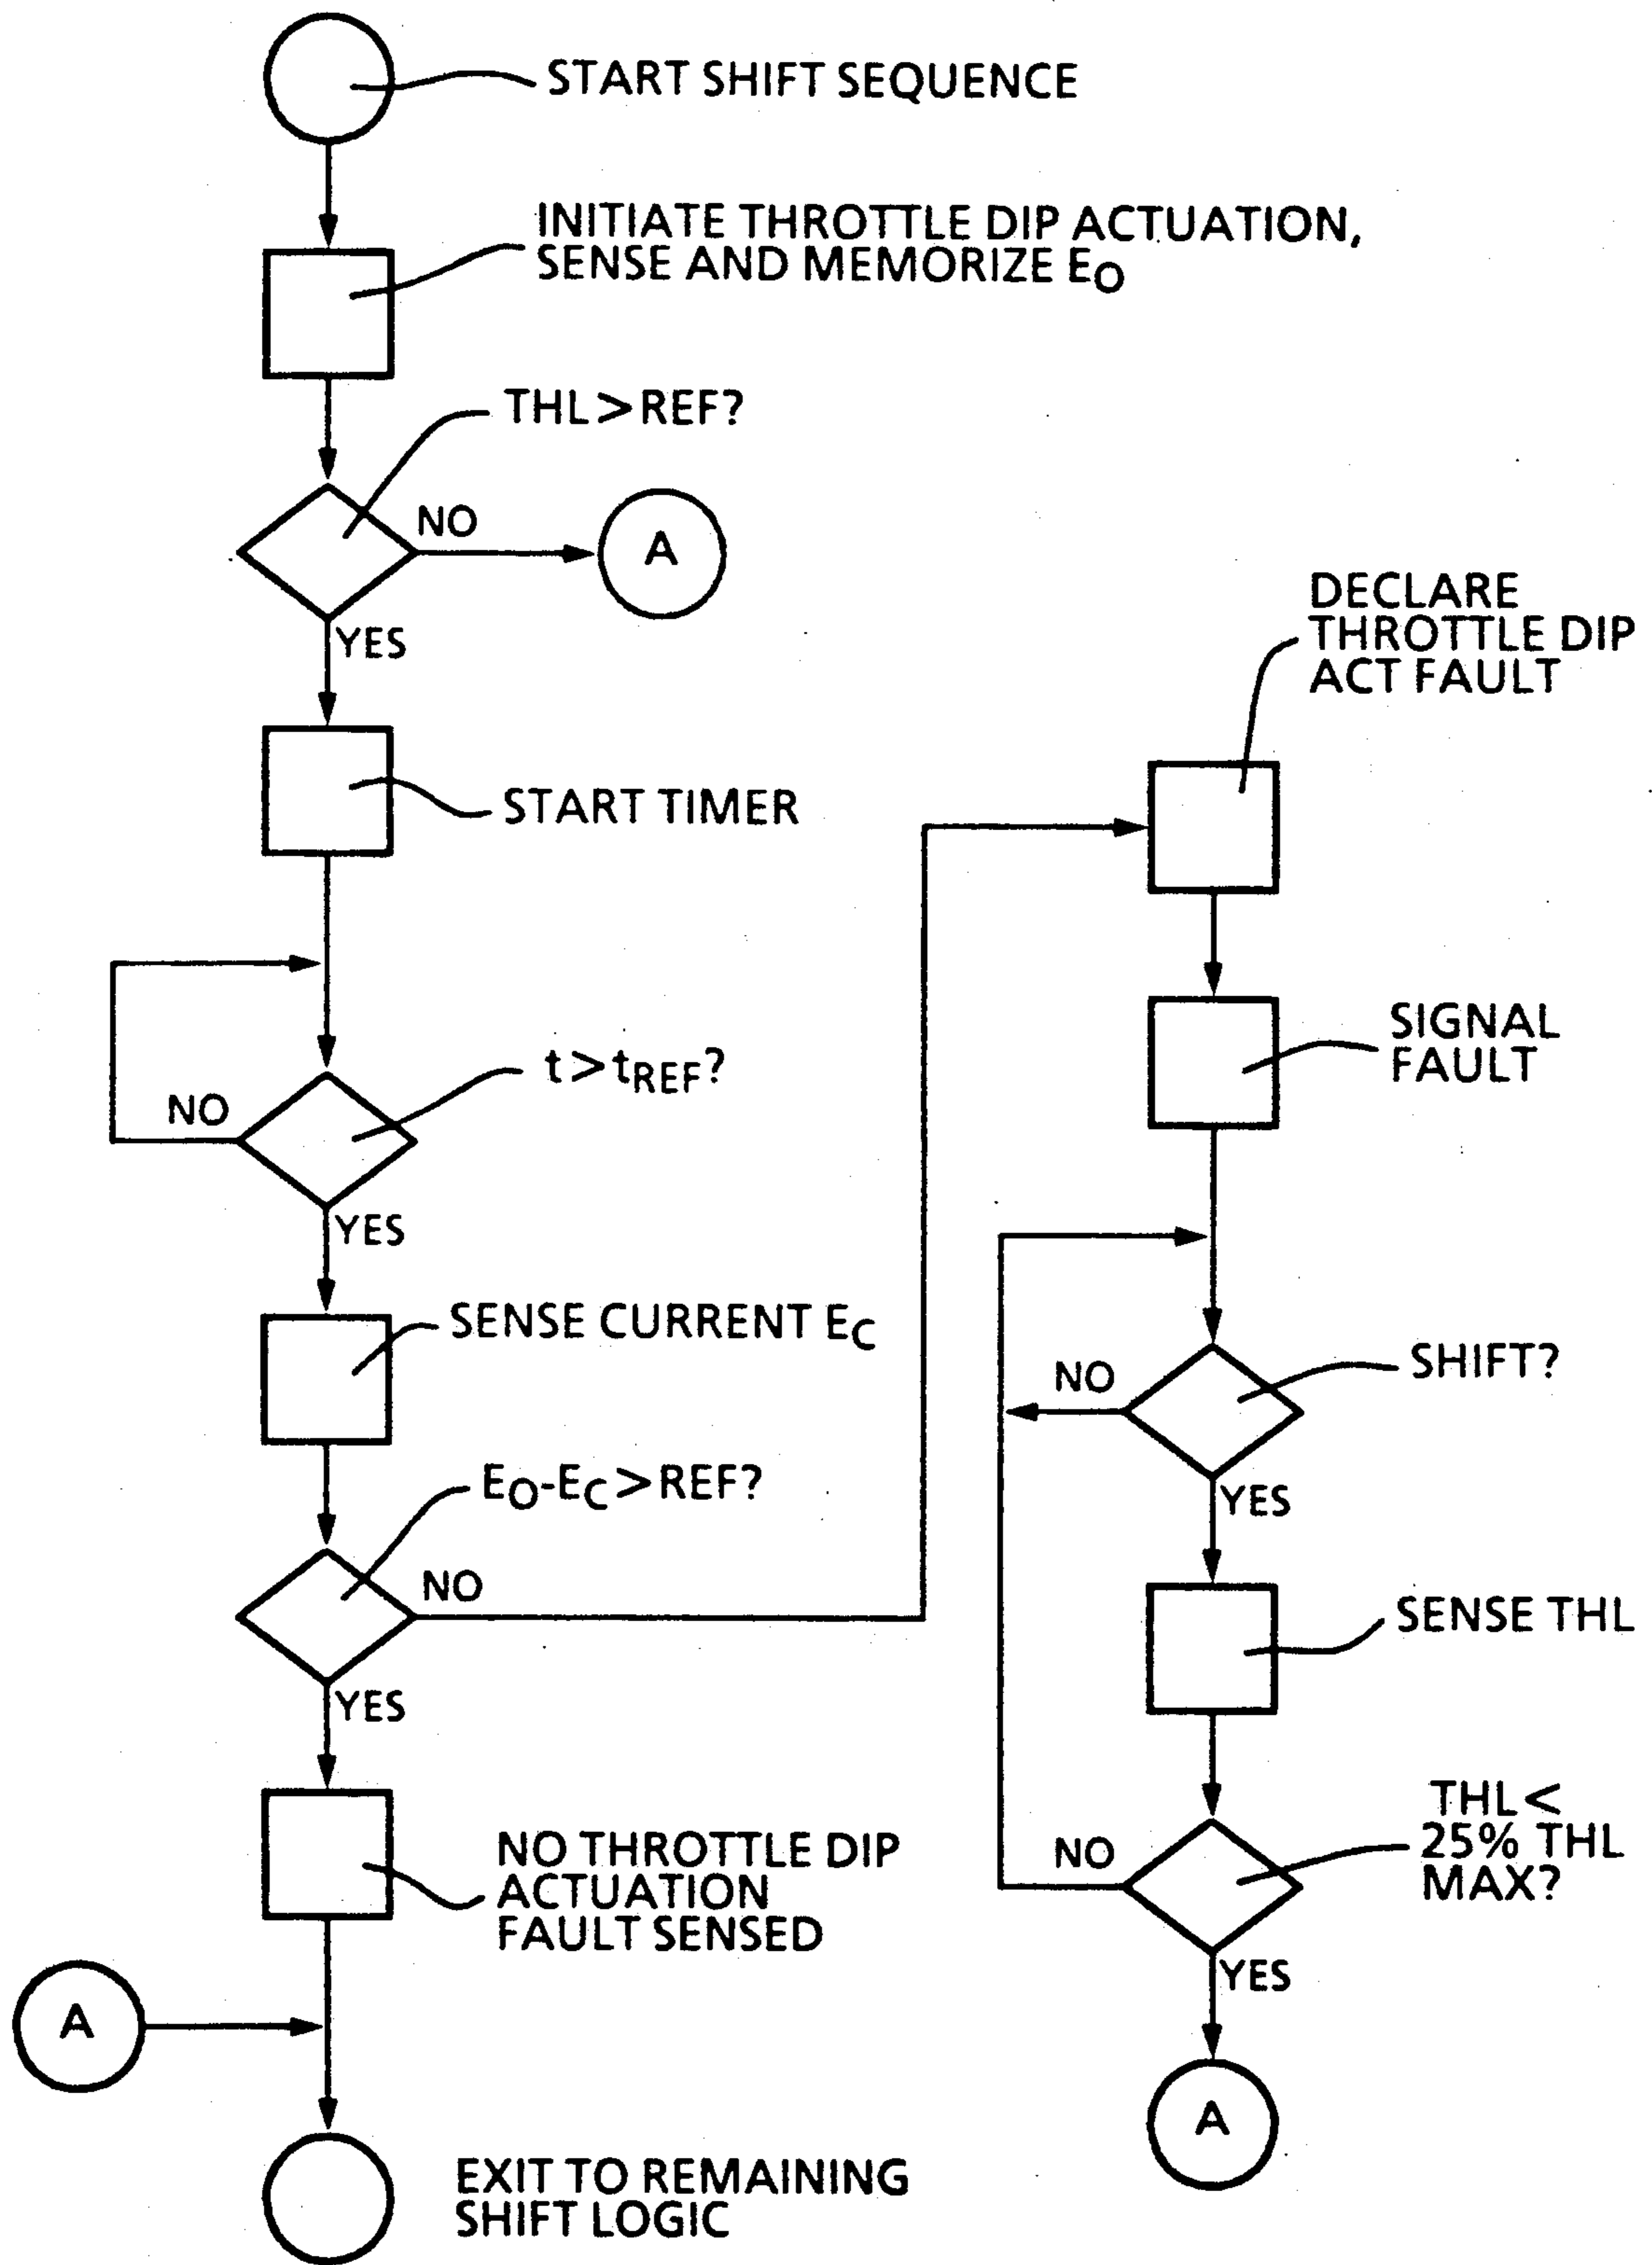 START SHIFT SEQUENCE
INITIATE THROTTLE DIP ACTUATION,
SENSE AND MEMORIZE EO
THL>REF?
NO
A
YES
START TIMER
t>tREF?
NO
YES
SENSE CURRENT EC
EO-EC>REF?
NO
YES
NO THROTTLE DIP
ACTUATION
FAULT SENSED
A
EXIT TO REMAINING
SHIFT LOGIC
DECLARE
THROTTLE DIP
ACT FAULT
SIGNAL
FAULT
SHIFT?
NO
YES
SENSE THL
THL<
25% THL
MAX?
NO
YES
A